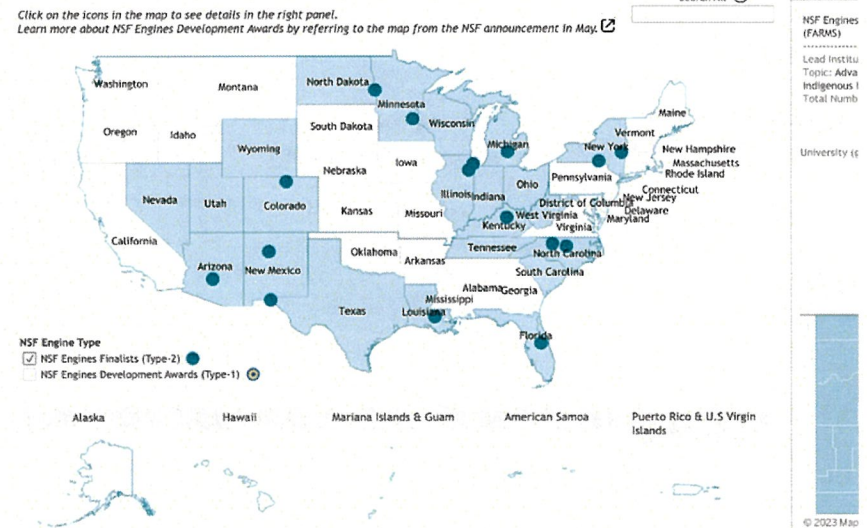 Click on the icons in the map to see details in the right panel.
Learn more about NSF Engines Development Awards by referring to the map from the NSF announcement in May.
NSF Engines
(FARMS)
Lead Institu
Topic: Adva
Indigenous
Total Numb
University
Washington
Montana
North Dakota
Minnesota
Maine
Oregon
Idaho
South Dakota
Wisconsin
Vermont
Wyoming
Michigan
New York
New Hampshire
Massachusetts
Rhode Island
Nebraska
Iowa
Pennsylvania
Connecticut
Nevada
Utah
Colorado
Illinois
Indiana
Ohio
New Jersey
District of Columbia
Delaware
Kansas
Missouri
West Virginia
Maryland
Kentucky
Virginia
California
Oklahoma
Tennessee
North Carolina
Arizona
New Mexico
Arkansas
South Carolina
Alabama
Georgia
Mississippi
Texas
Louisiana
Florida
NSF Engine Type
NSF Engines Finalists (Type-2)
NSF Engines Development Awards (Type-1)
Alaska
Hawaii
Mariana Islands & Guam
American Samoa
Puerto Rico & U.S Virgin
Islands
© 2023 Map